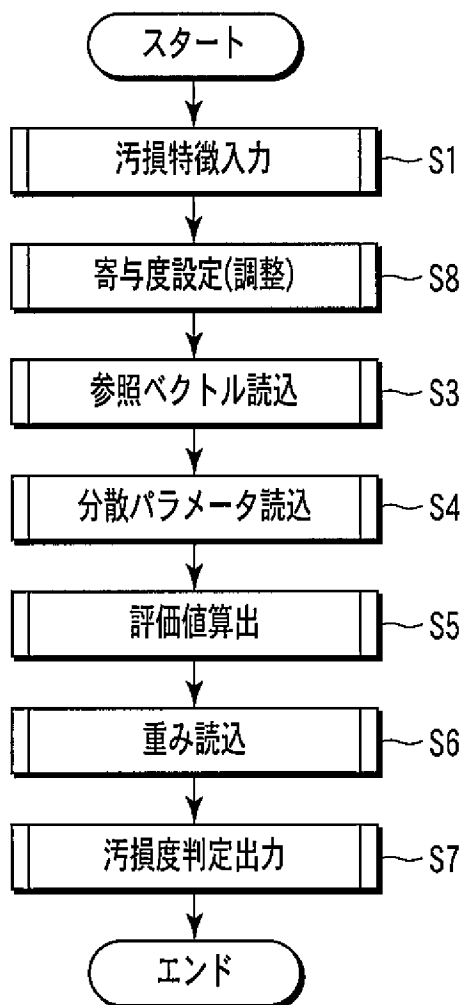 スタート
汚損特徴入力
S1
寄与度設定(調整)
S8
参照ベクトル読込
S3
分散パラメータ読込
S4
評価値算出
S5
重み読込
S6
汚損度判定出力
S7
エンド